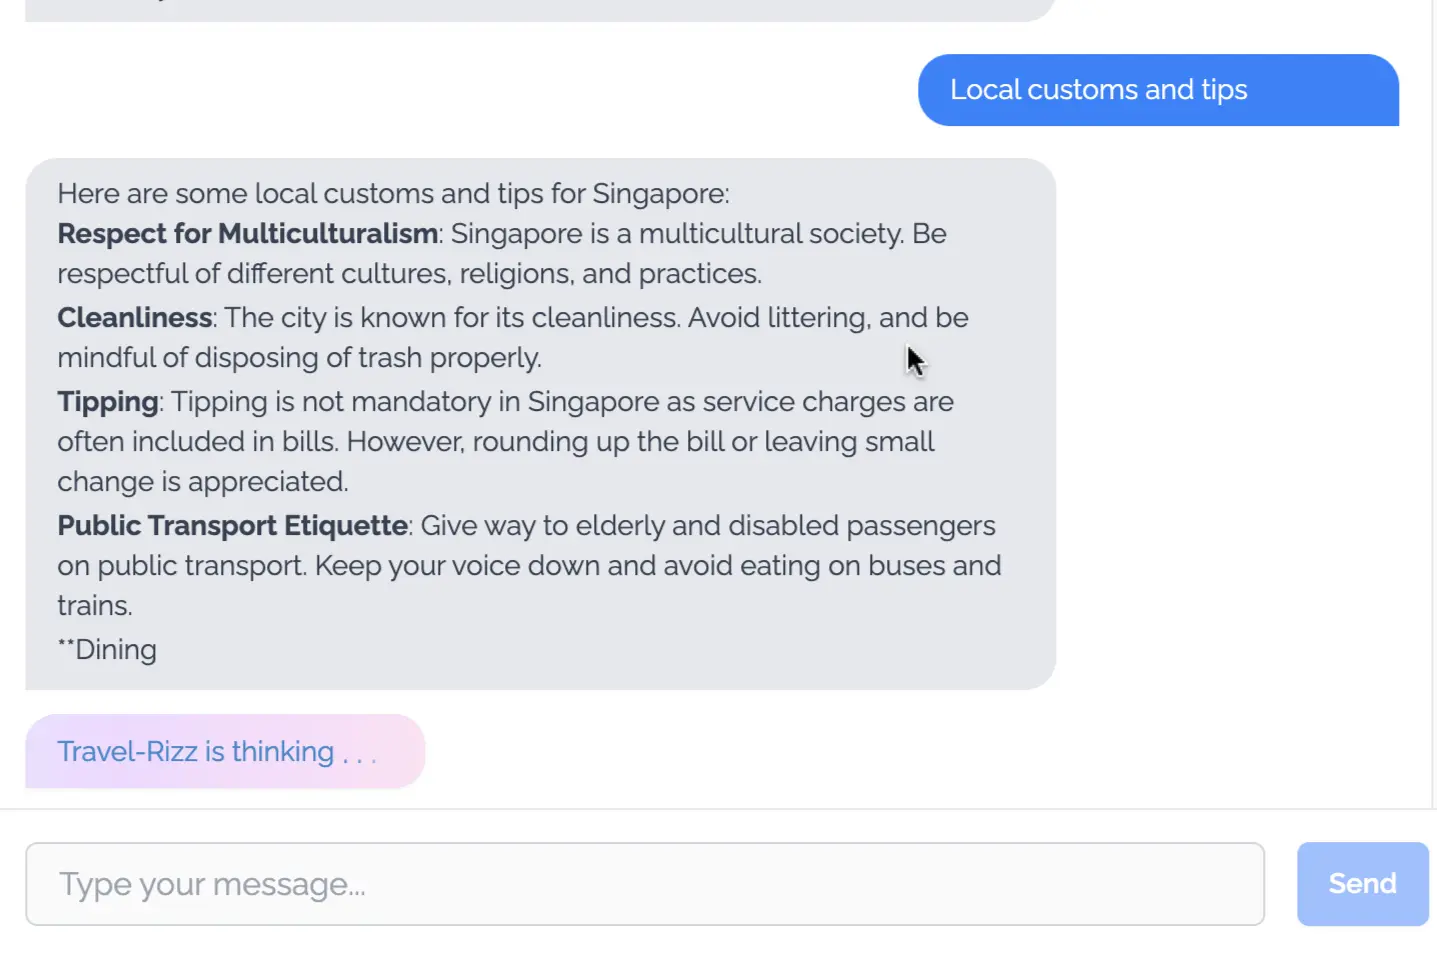 Local customs and tips
Here are some local customs and tips for Singapore:
Respect for Multiculturalism: Singapore is a multicultural society. Be
respectful of different cultures, religions, and practices.
Cleanliness: The city is known for its cleanliness. Avoid littering, and be
mindful of disposing of trash properly.
Tipping: Tipping is not mandatory in Singapore as service charges are
often included in bills. However, rounding up the bill or leaving small
change is appreciated.
Public Transport Etiquette: Give way to elderly and disabled passengers
on public transport. Keep your voice down and avoid eating on buses and
trains.
**Dining
Travel-Rizz is thinking . . .
Type your message...
Send